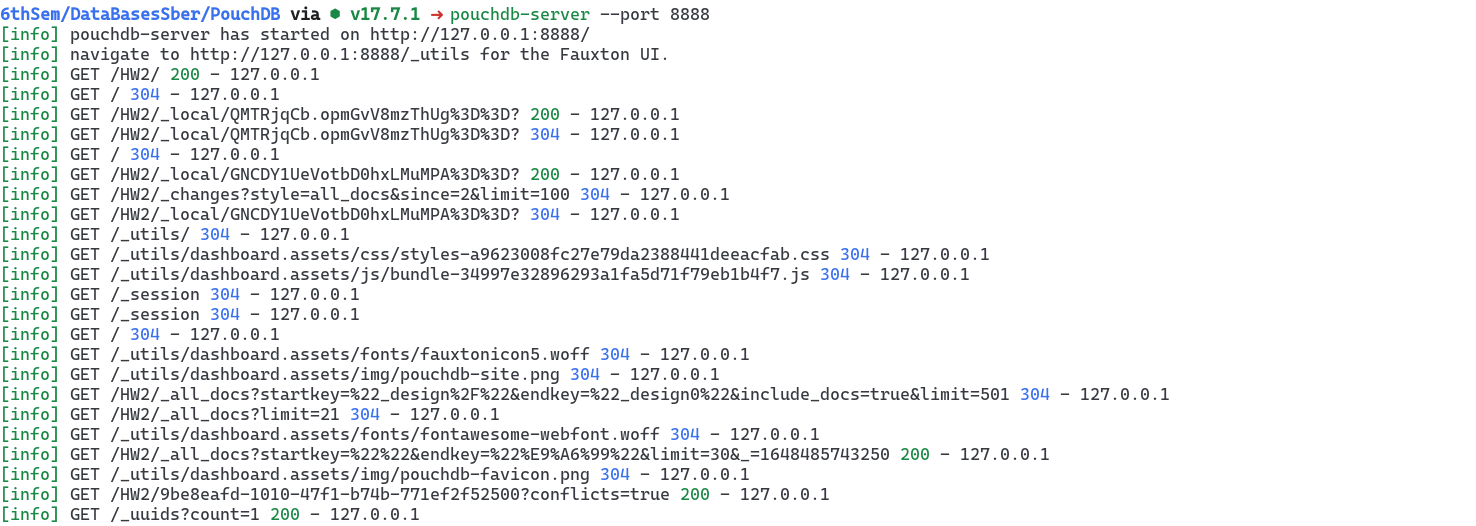 6thSem/DataBasesSber/PouchDB via ⬢ v17.7.1 → pouchdb-server --port 8888
[info] pouchdb-server has started on http://127.0.0.1:8888/
[info] navigate to http://127.0.0.1:8888/_utils for the Fauxton UI.
[info] GET /HW2/ 200 - 127.0.0.1
[info] GET / 304 - 127.0.0.1
[info] GET /HW2/_local/QMTRjqCb.opmGvV8mzThUg%3D%3D? 200 - 127.0.0.1
[info] GET /HW2/_local/QMTRjqCb.opmGvV8mzThUg%3D%3D? 304 - 127.0.0.1
[info] GET / 304 - 127.0.0.1
[info] GET /HW2/_local/GNCDY1UeVotbD0hxLMuMPA%3D%3D? 200 - 127.0.0.1
[info] GET /HW2/_changes?style=all_docs&since=2&limit=100 304 - 127.0.0.1
[info] GET /HW2/_local/GNCDY1UeVotbD0hxLMuMPA%3D%3D? 304 - 127.0.0.1
[info] GET /_utils/ 304 - 127.0.0.1
[info] GET /_utils/dashboard.assets/css/styles-a9623008fc27e79da2388441deeacfab.css 304 - 127.0.0.1
[info] GET /_utils/dashboard.assets/js/bundle-34997e32896293a1fa5d71f79eb1b4f7.js 304 - 127.0.0.1
[info] GET /_session 304 - 127.0.0.1
[info] GET /_session 304 - 127.0.0.1
[info] GET / 304 - 127.0.0.1
[info] GET /_utils/dashboard.assets/fonts/fauxtonicon5.woff 304 - 127.0.0.1
[info] GET /_utils/dashboard.assets/img/pouchdb-site.png 304 - 127.0.0.1
[info] GET /HW2/_all_docs?startkey=%22_design%2F%22&endkey=%22_design0%22&include_docs=true&limit=501 304 - 127.0.0.1
[info] GET /HW2/_all_docs?limit=21 304 - 127.0.0.1
[info] GET /_utils/dashboard.assets/fonts/fontawesome-webfont.woff 304 - 127.0.0.1
[info] GET /HW2/_all_docs?startkey=%22%22&endkey=%22%E9%A6%99%22&limit=30&_=1648485743250 200 - 127.0.0.1
[info] GET /_utils/dashboard.assets/img/pouchdb-favicon.png 304 - 127.0.0.1
[info] GET /HW2/9be8eafd-1010-47f1-b74b-771ef2f52500?conflicts=true 200 - 127.0.0.1
[info] GET /_uuids?count=1 200 - 127.0.0.1